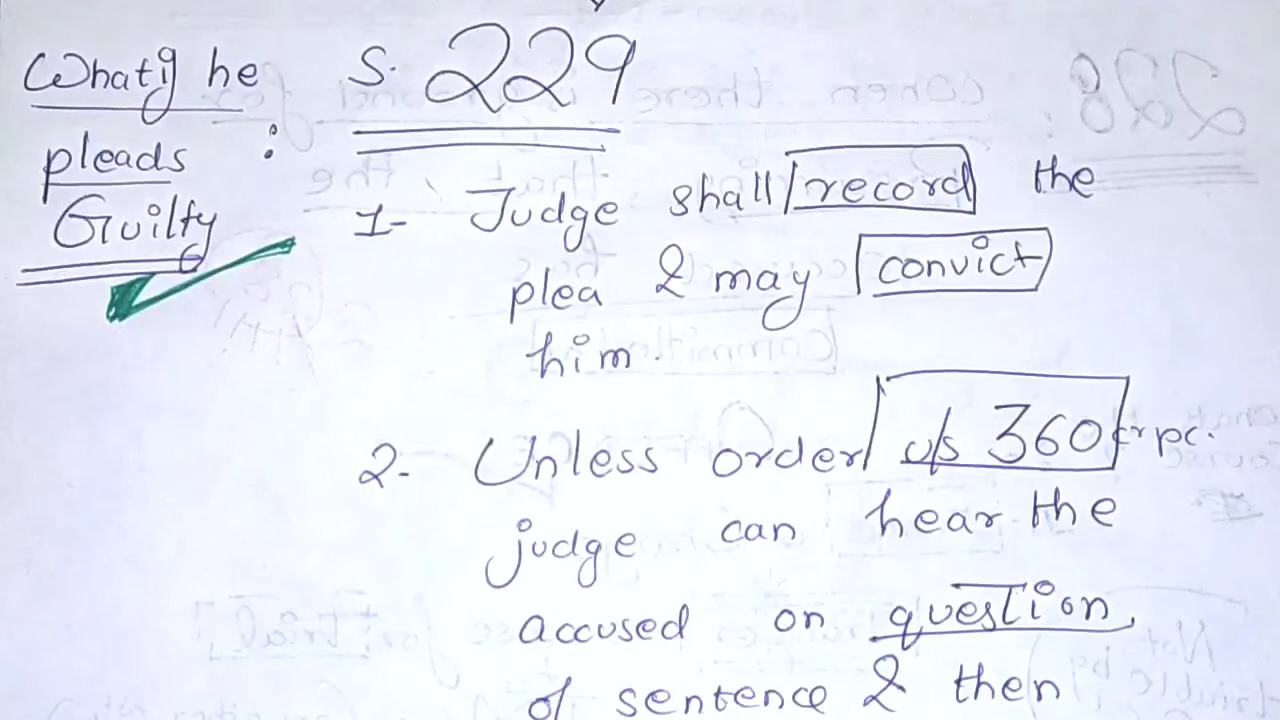 What if he
pleads :
Guilty
S. 229
1- Judge shall record the
plea & may convict
him.
2- Unless order u/s 360 crpc.
judge can hear the
accused on question
of sentence & then